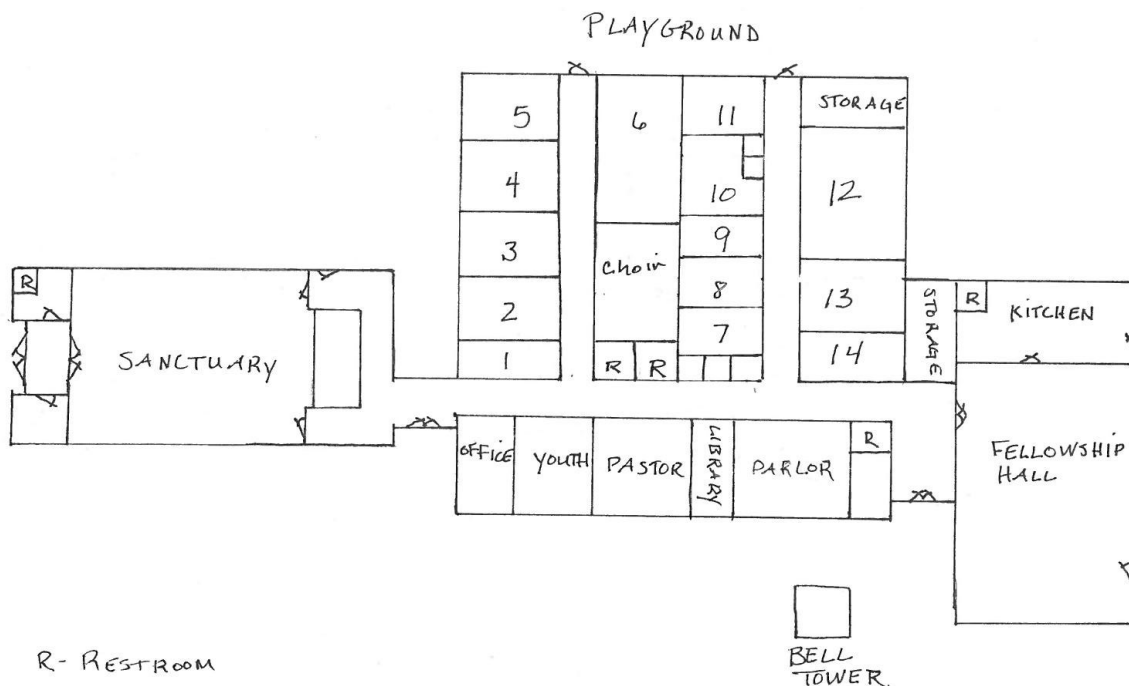 PLAYGROUND
5
6
11
STORAGE
4
10
12
3
Choir
9
2
8
13
STORAGE
R
KITCHEN
R
SANCTUARY
1
R
R
7
14
OFFICE
YOUTH
PASTOR
LIBRARY
PARLOR
R
FELLOWSHIP
HALL
R- RESTROOM
BELL
TOWER